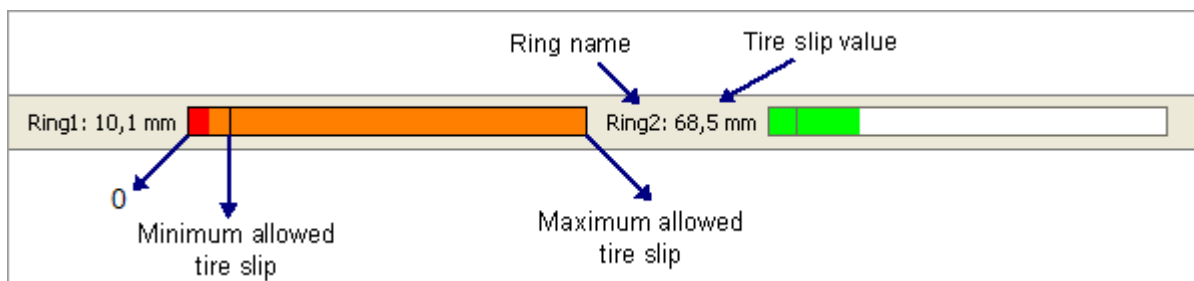 Ring name
Tire slip value
Ring1: 10,1 mm
Ring2: 68,5 mm
0
Minimum allowed
tire slip
Maximum allowed
tire slip